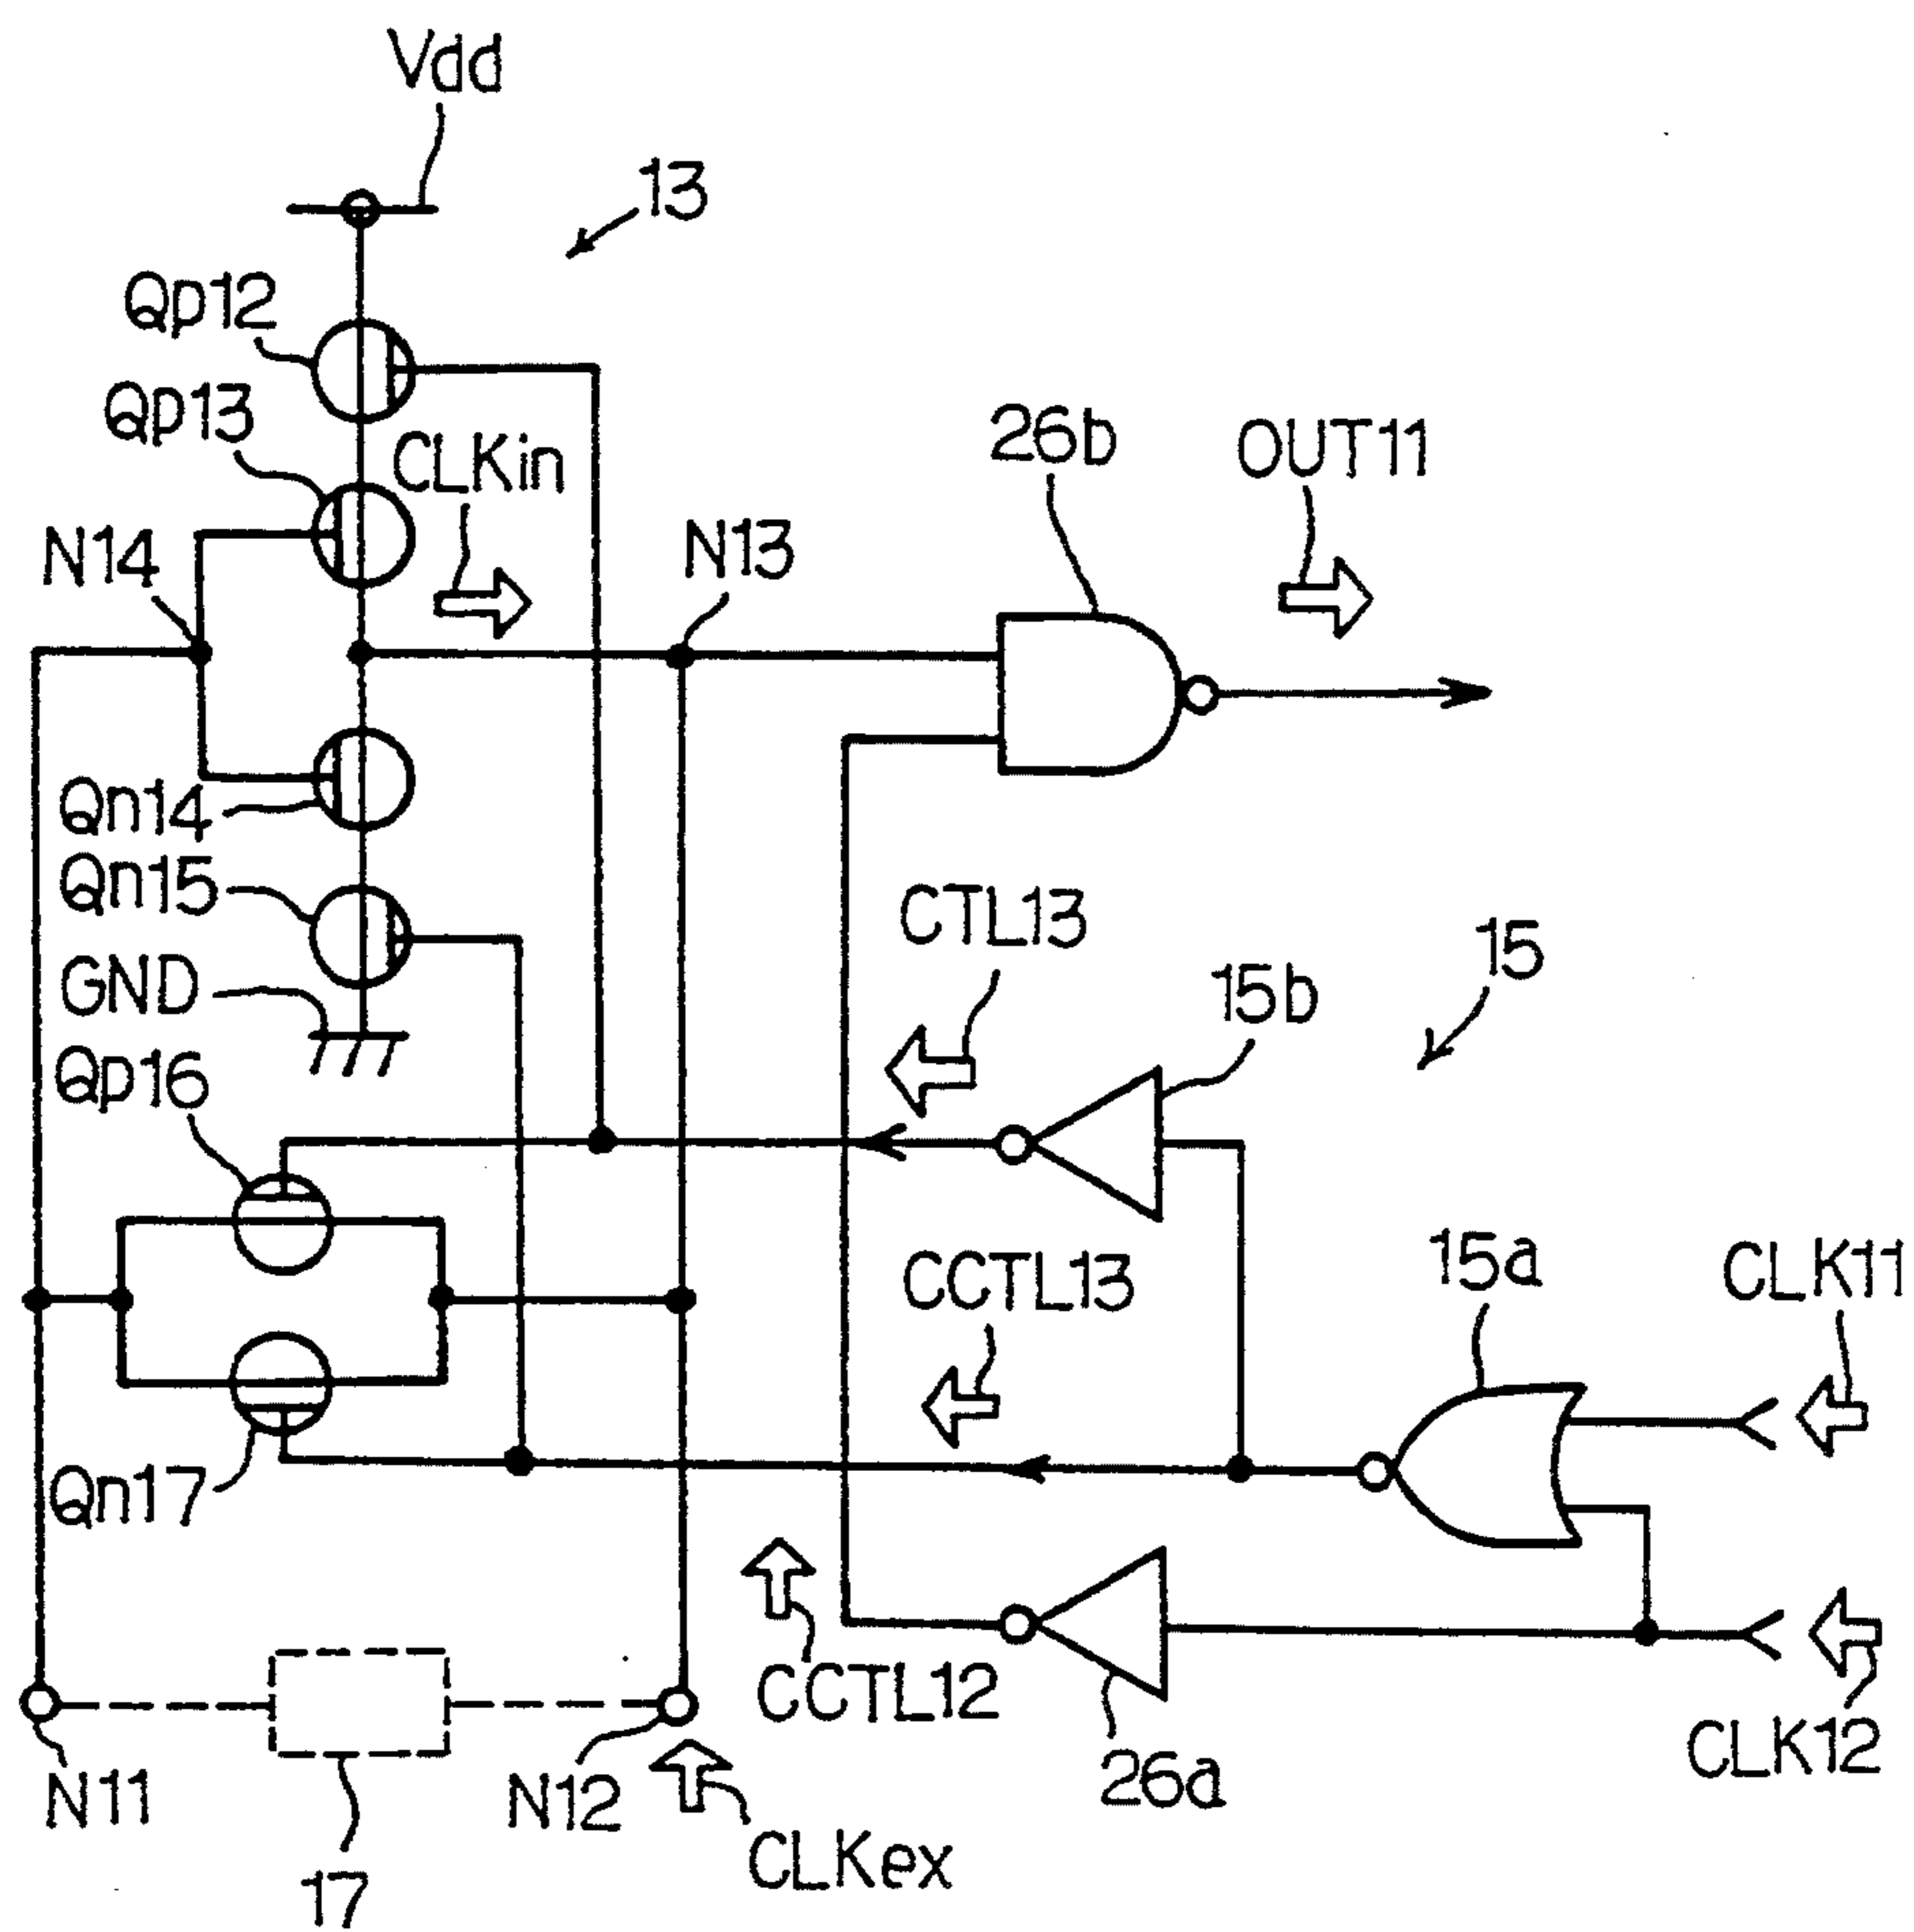 Vdd
13
Qp12
Qp13
CLKin
26b
OUT11
N14
N13
Qn14
Qn15
CTL13
15
GND
15b
Qp16
15a
CLK11
CCTL13
Qn17
CCTL12
CLK12
N11
N12
26a
CLKex
17